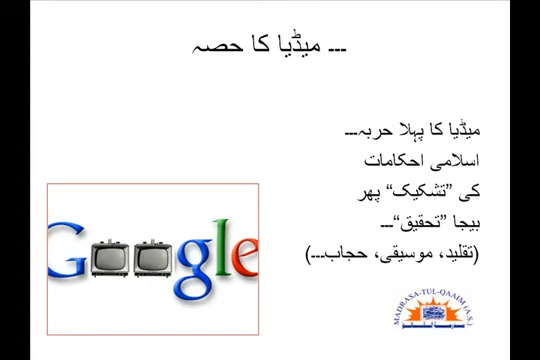 --- میڈیا کا حصہ
میڈیا کا پہلا حربہ---
اسلامی احکامات
کی ”تشکیک“ پھر
بیجا ”تحقیق“---
(تقلید، موسیقی، حجاب---)
Google
MADRASA-TUL-QAAIM (A.S.)